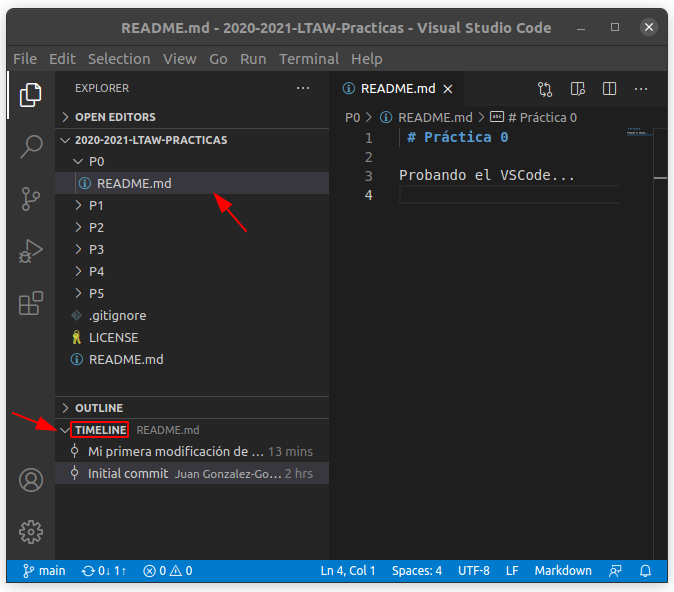 README.md - 2020-2021-LTAW-Practicas - Visual Studio Code
File Edit Selection View Go Run Terminal Help
EXPLORER
OPEN EDITORS
2020-2021-LTAW-PRACTICAS
P0
README.md
P1
P2
P3
P4
P5
.gitignore
LICENSE
README.md
OUTLINE
TIMELINE README.md
Mi primera modificación de ... 13 mins
Initial commit Juan Gonzalez-Go... 2 hrs
README.md
P0 > README.md > # Práctica 0
1 # Práctica 0
2
3 Probando el VSCode...
4
main 0↓ 1↑ 0 0 Ln 4, Col 1 Spaces: 4 UTF-8 LF Markdown